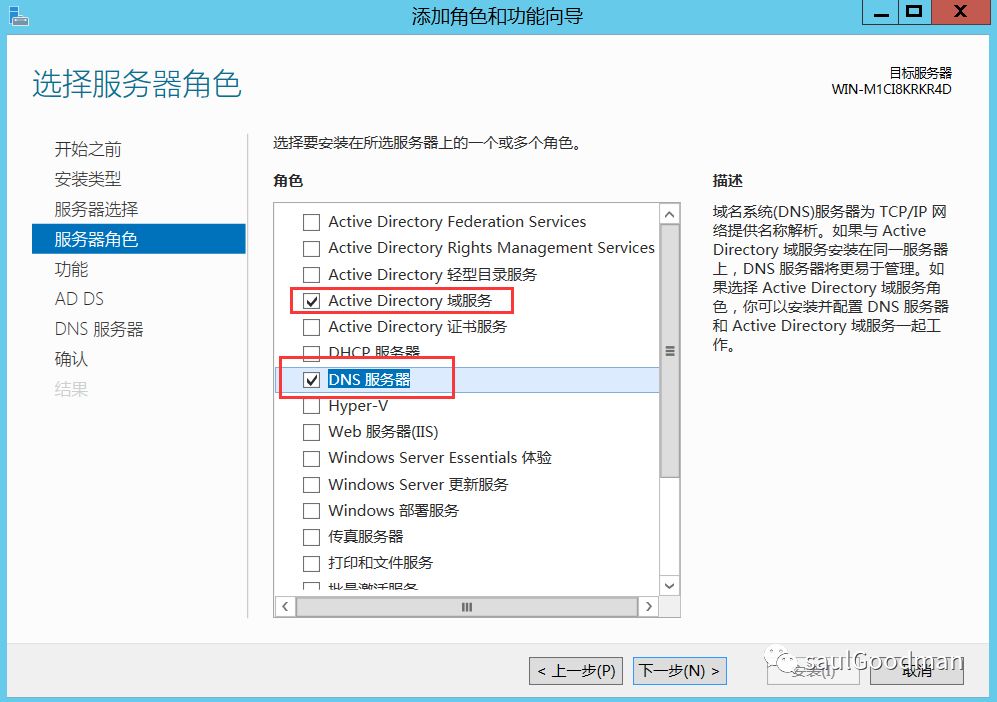 添加角色和功能向导
X
选择服务器角色
目标服务器
WIN-M1CI8KRKR4D
开始之前
安装类型
服务器选择
服务器角色
功能
AD DS
DNS 服务器
确认
结果
选择要安装在所选服务器上的一个或多个角色。
角色
Active Directory Federation Services
Active Directory Rights Management Services
Active Directory 轻型目录服务
Active Directory 域服务
Active Directory 证书服务
DHCP 服务器
DNS 服务器
Hyper-V
Web 服务器(IIS)
Windows Server Essentials 体验
Windows Server 更新服务
Windows 部署服务
传真服务器
打印和文件服务
批量激活服务
描述
域名系统(DNS)服务器为 TCP/IP 网
络提供名称解析。如果与 Active
Directory 域服务安装在同一服务器
上，DNS 服务器将更易于管理。如
果选择 Active Directory 域服务角
色，你可以安装并配置 DNS 服务器
和 Active Directory 域服务一起工
作。
< 上一步(P)
下一步(N) >
安装(I)
取消
saulGoodman